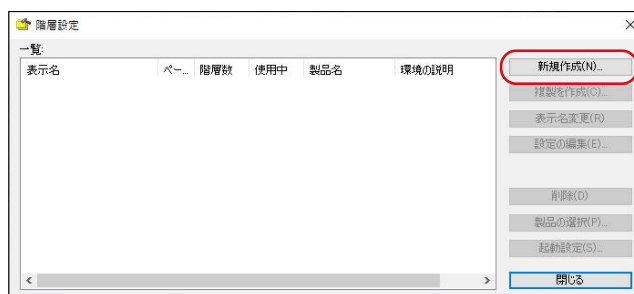 階層設定
一覧:
表示名 ペー... 階層数 使用中 製品名 環境の説明
新規作成(N)...
複製を作成(C)...
表示名変更(R)
設定の編集(E)...
削除(D)
製品の選択(P)...
起動設定(S)...
閉じる